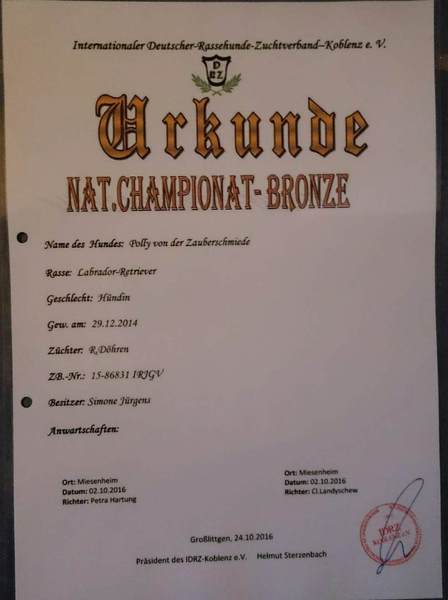 Internationaler Deutscher-Rassehunde-Zuchtverband-Koblenz e. V.
Urkunde
NAT.CHAMPIONAT- BRONZE
Name des Hundes: Polly von der Zauberschmiede
Rasse: Labrador-Retriever
Geschlecht: Hündin
Gew. am: 29.12.2014
Züchter: R.Döhren
ZB.-Nr.: 15-86831 IRJGV
Besitzer: Simone Jürgens
Anwartschaften:
Ort: Miesenheim
Datum: 02.10.2016
Richter: Petra Hartung
Ort: Miesenheim
Datum: 02.10.2016
Richter: Cl.Landyschew
IDRZ
Großlittgen, 24.10.2016
Präsident des IDRZ-Koblenz e.V. Helmut Sterzenbach